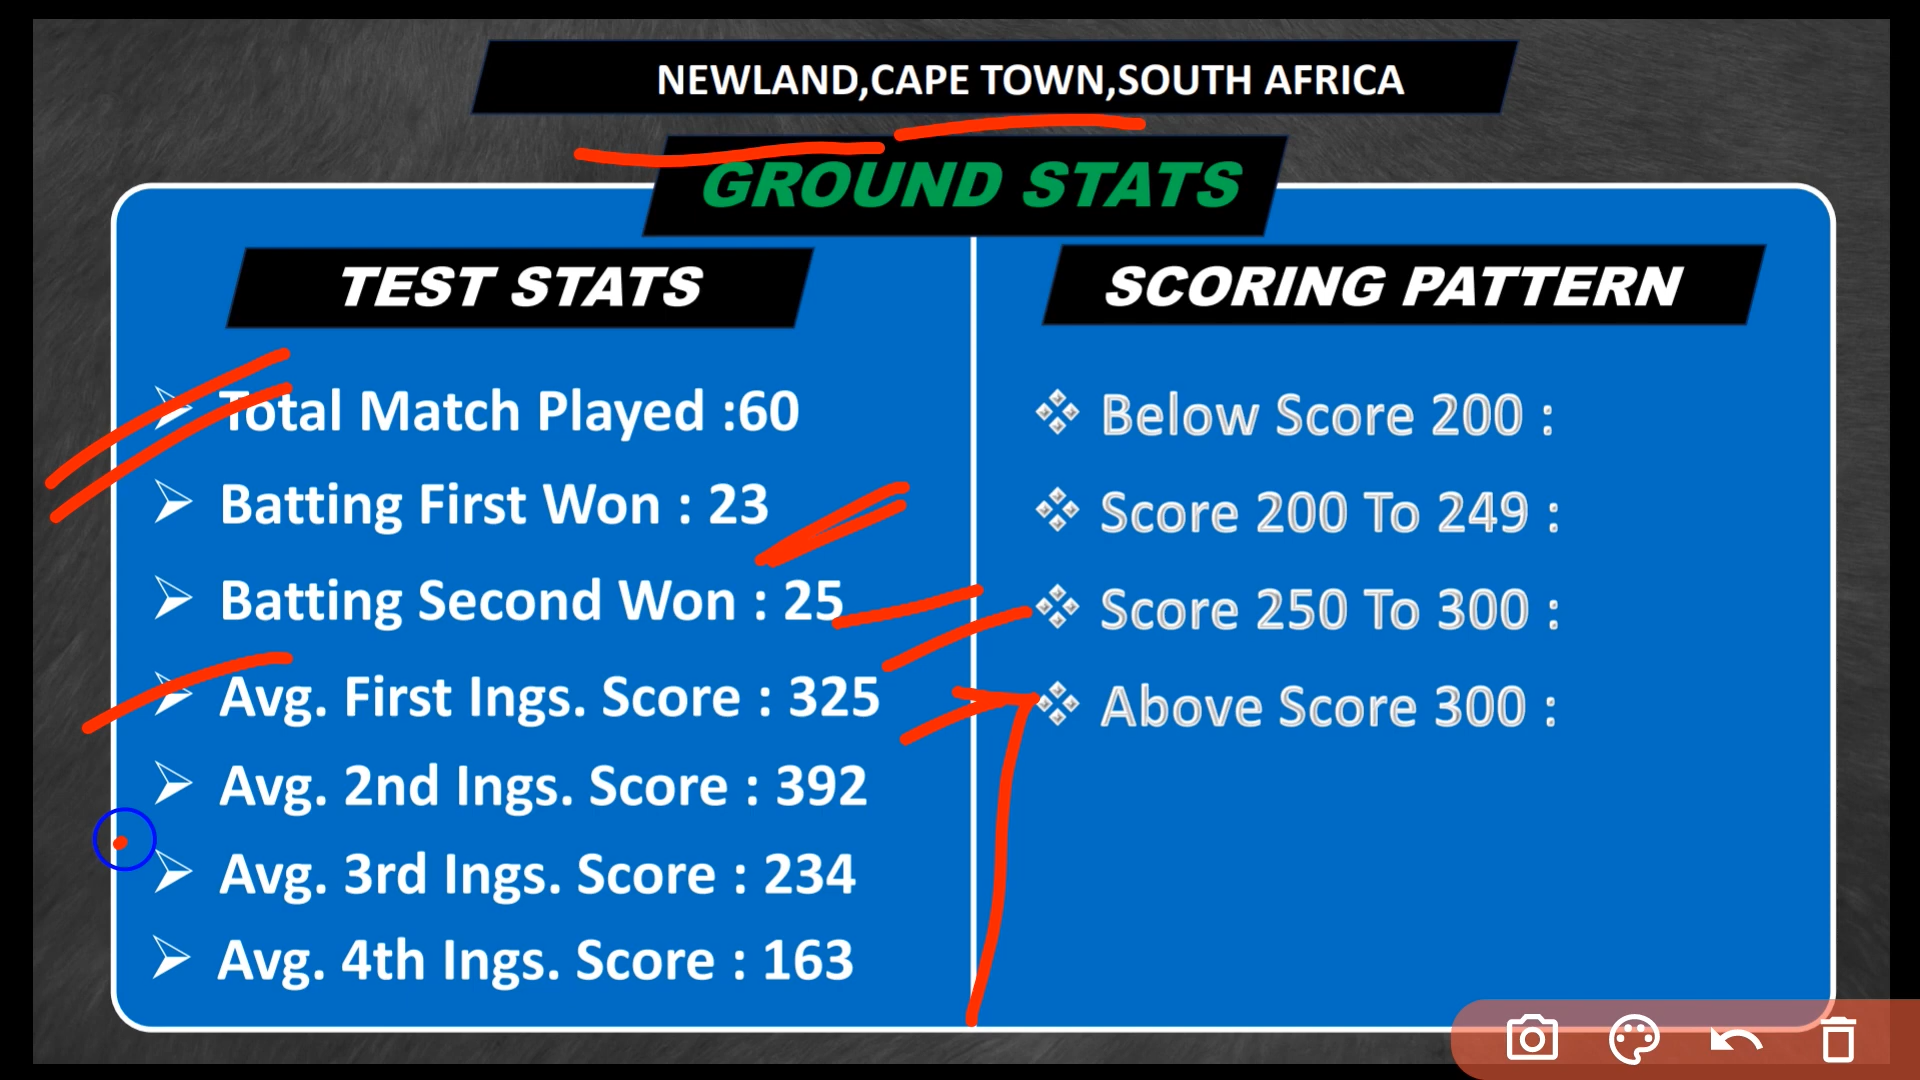 NEWLAND,CAPE TOWN,SOUTH AFRICA
GROUND STATS
TEST STATS
Total Match Played :60
Batting First Won : 23
Batting Second Won : 25
Avg. First Ings. Score : 325
Avg. 2nd Ings. Score : 392
Avg. 3rd Ings. Score : 234
Avg. 4th Ings. Score : 163
SCORING PATTERN
Below Score 200 :
Score 200 To 249 :
Score 250 To 300 :
Above Score 300 :